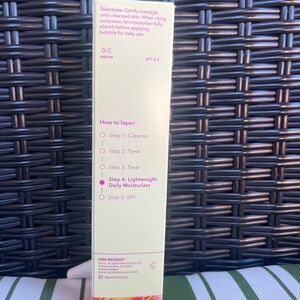 Directions: Gently massage
onto cleansed skin. When using
sunscreen, let moisturizer fully
absorb before applying.
Suitable for daily use.
AM/PM
pH 6.2
How to layer:
Step 1: Cleanse
Step 2: Tone
Step 3: Treat
Step 4: Lightweight
Daily Moisturizer
Step 5: SPF
GOOD MOLECULES